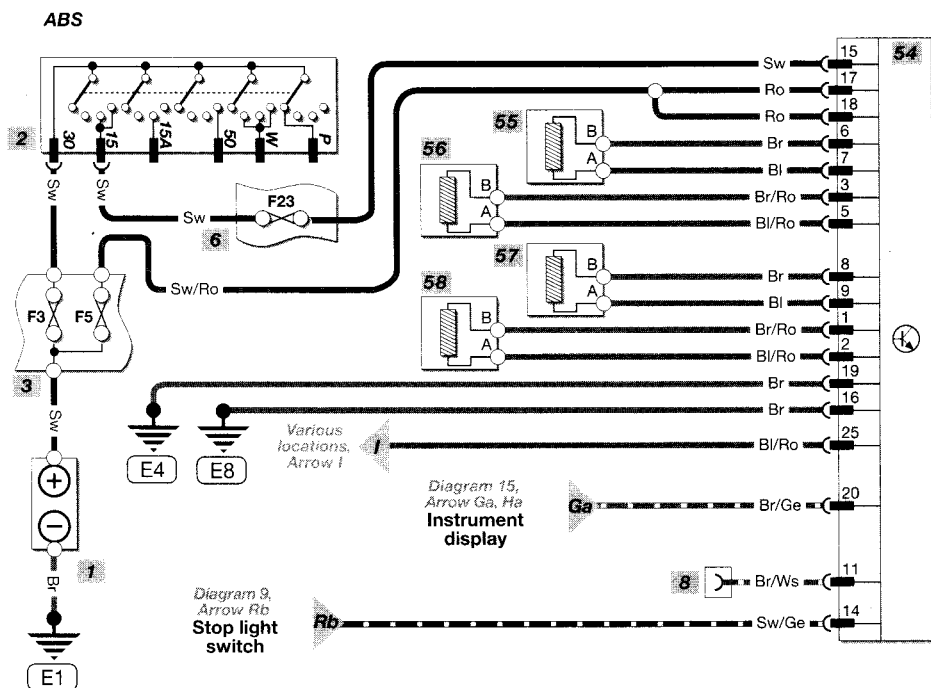 ABS
15
54
Sw
17
Ro
18
Ro
55
B
6
Br
A
7
Bl
2
30
15
15A
50
W
P
56
B
3
Br/Ro
A
5
Bl/Ro
Sw
Sw
Sw
F23
6
57
B
8
Br
A
9
Bl
Sw/Ro
58
B
1
Br/Ro
A
2
Bl/Ro
F3
F5
3
19
Br
16
Br
Sw
E4
E8
Various
locations,
Arrow I
I
25
Bl/Ro
Diagram 15,
Arrow Ga, Ha
Instrument
display
Ga
20
Br/Ge
+
−
1
Br
8
11
Br/Ws
Diagram 9,
Arrow Rb
Stop light
switch
Rb
14
Sw/Ge
E1